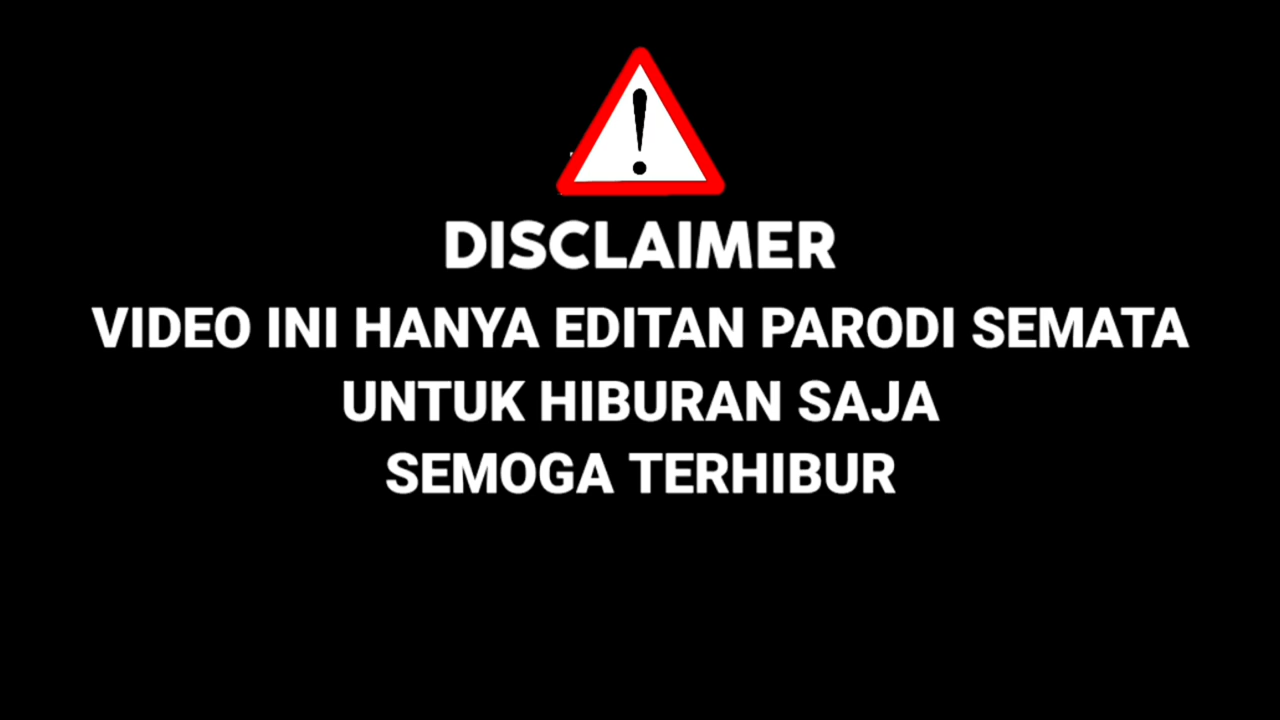 DISCLAIMER
VIDEO INI HANYA EDITAN PARODI SEMATA
UNTUK HIBURAN SAJA
SEMOGA TERHIBUR